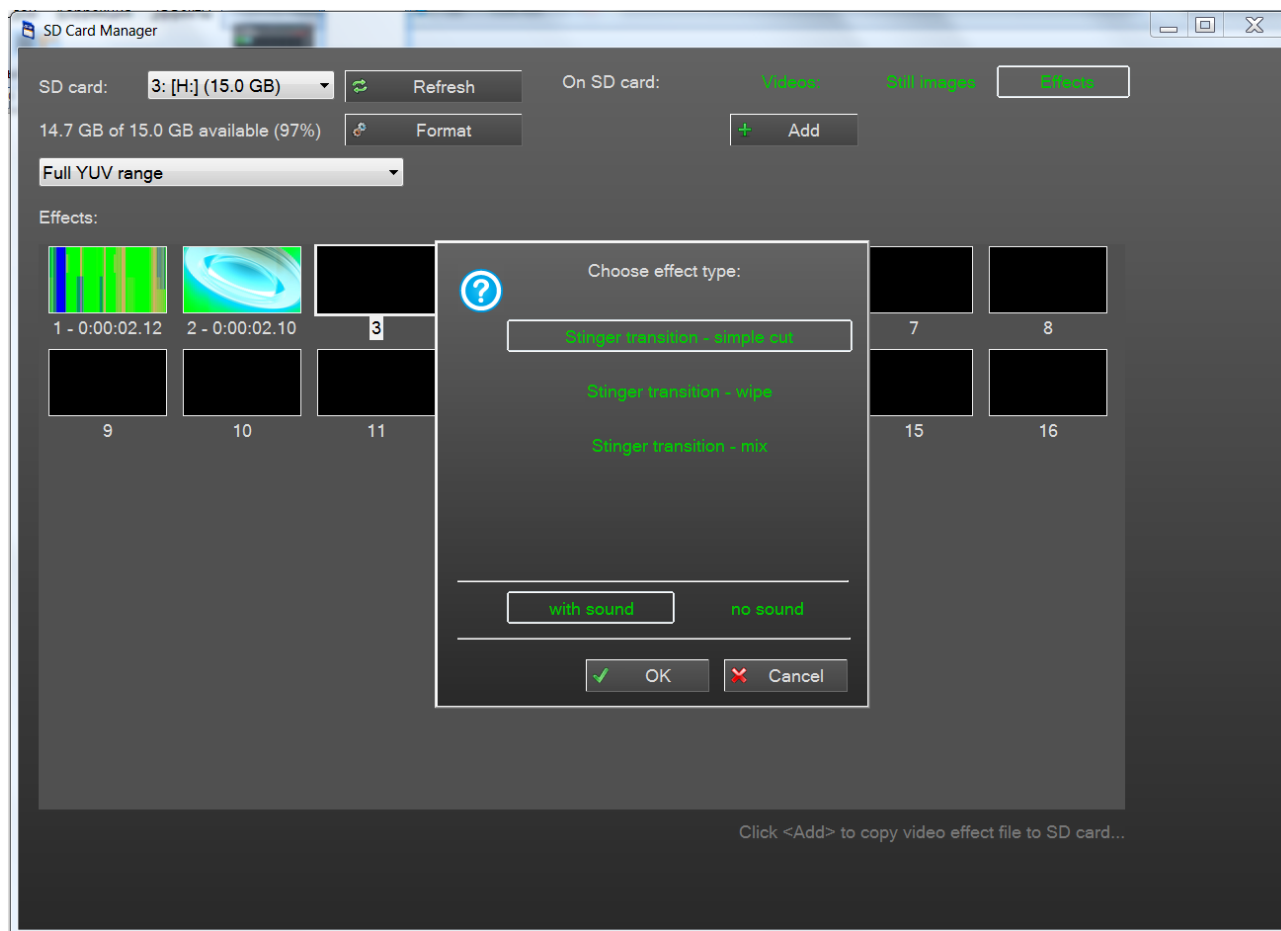 SD Card Manager
SD card: 3: [H:] (15.0 GB) Refresh On SD card: Videos: Still images Effects
14.7 GB of 15.0 GB available (97%) Format Add
Full YUV range
Effects:
Choose effect type:
Stinger transition - simple cut
1 - 0:00:02.12 2 - 0:00:02.10 3 7 8
Stinger transition - wipe
9 10 11 15 16
Stinger transition - mix
with sound no sound
OK Cancel
Click <Add> to copy video effect file to SD card...